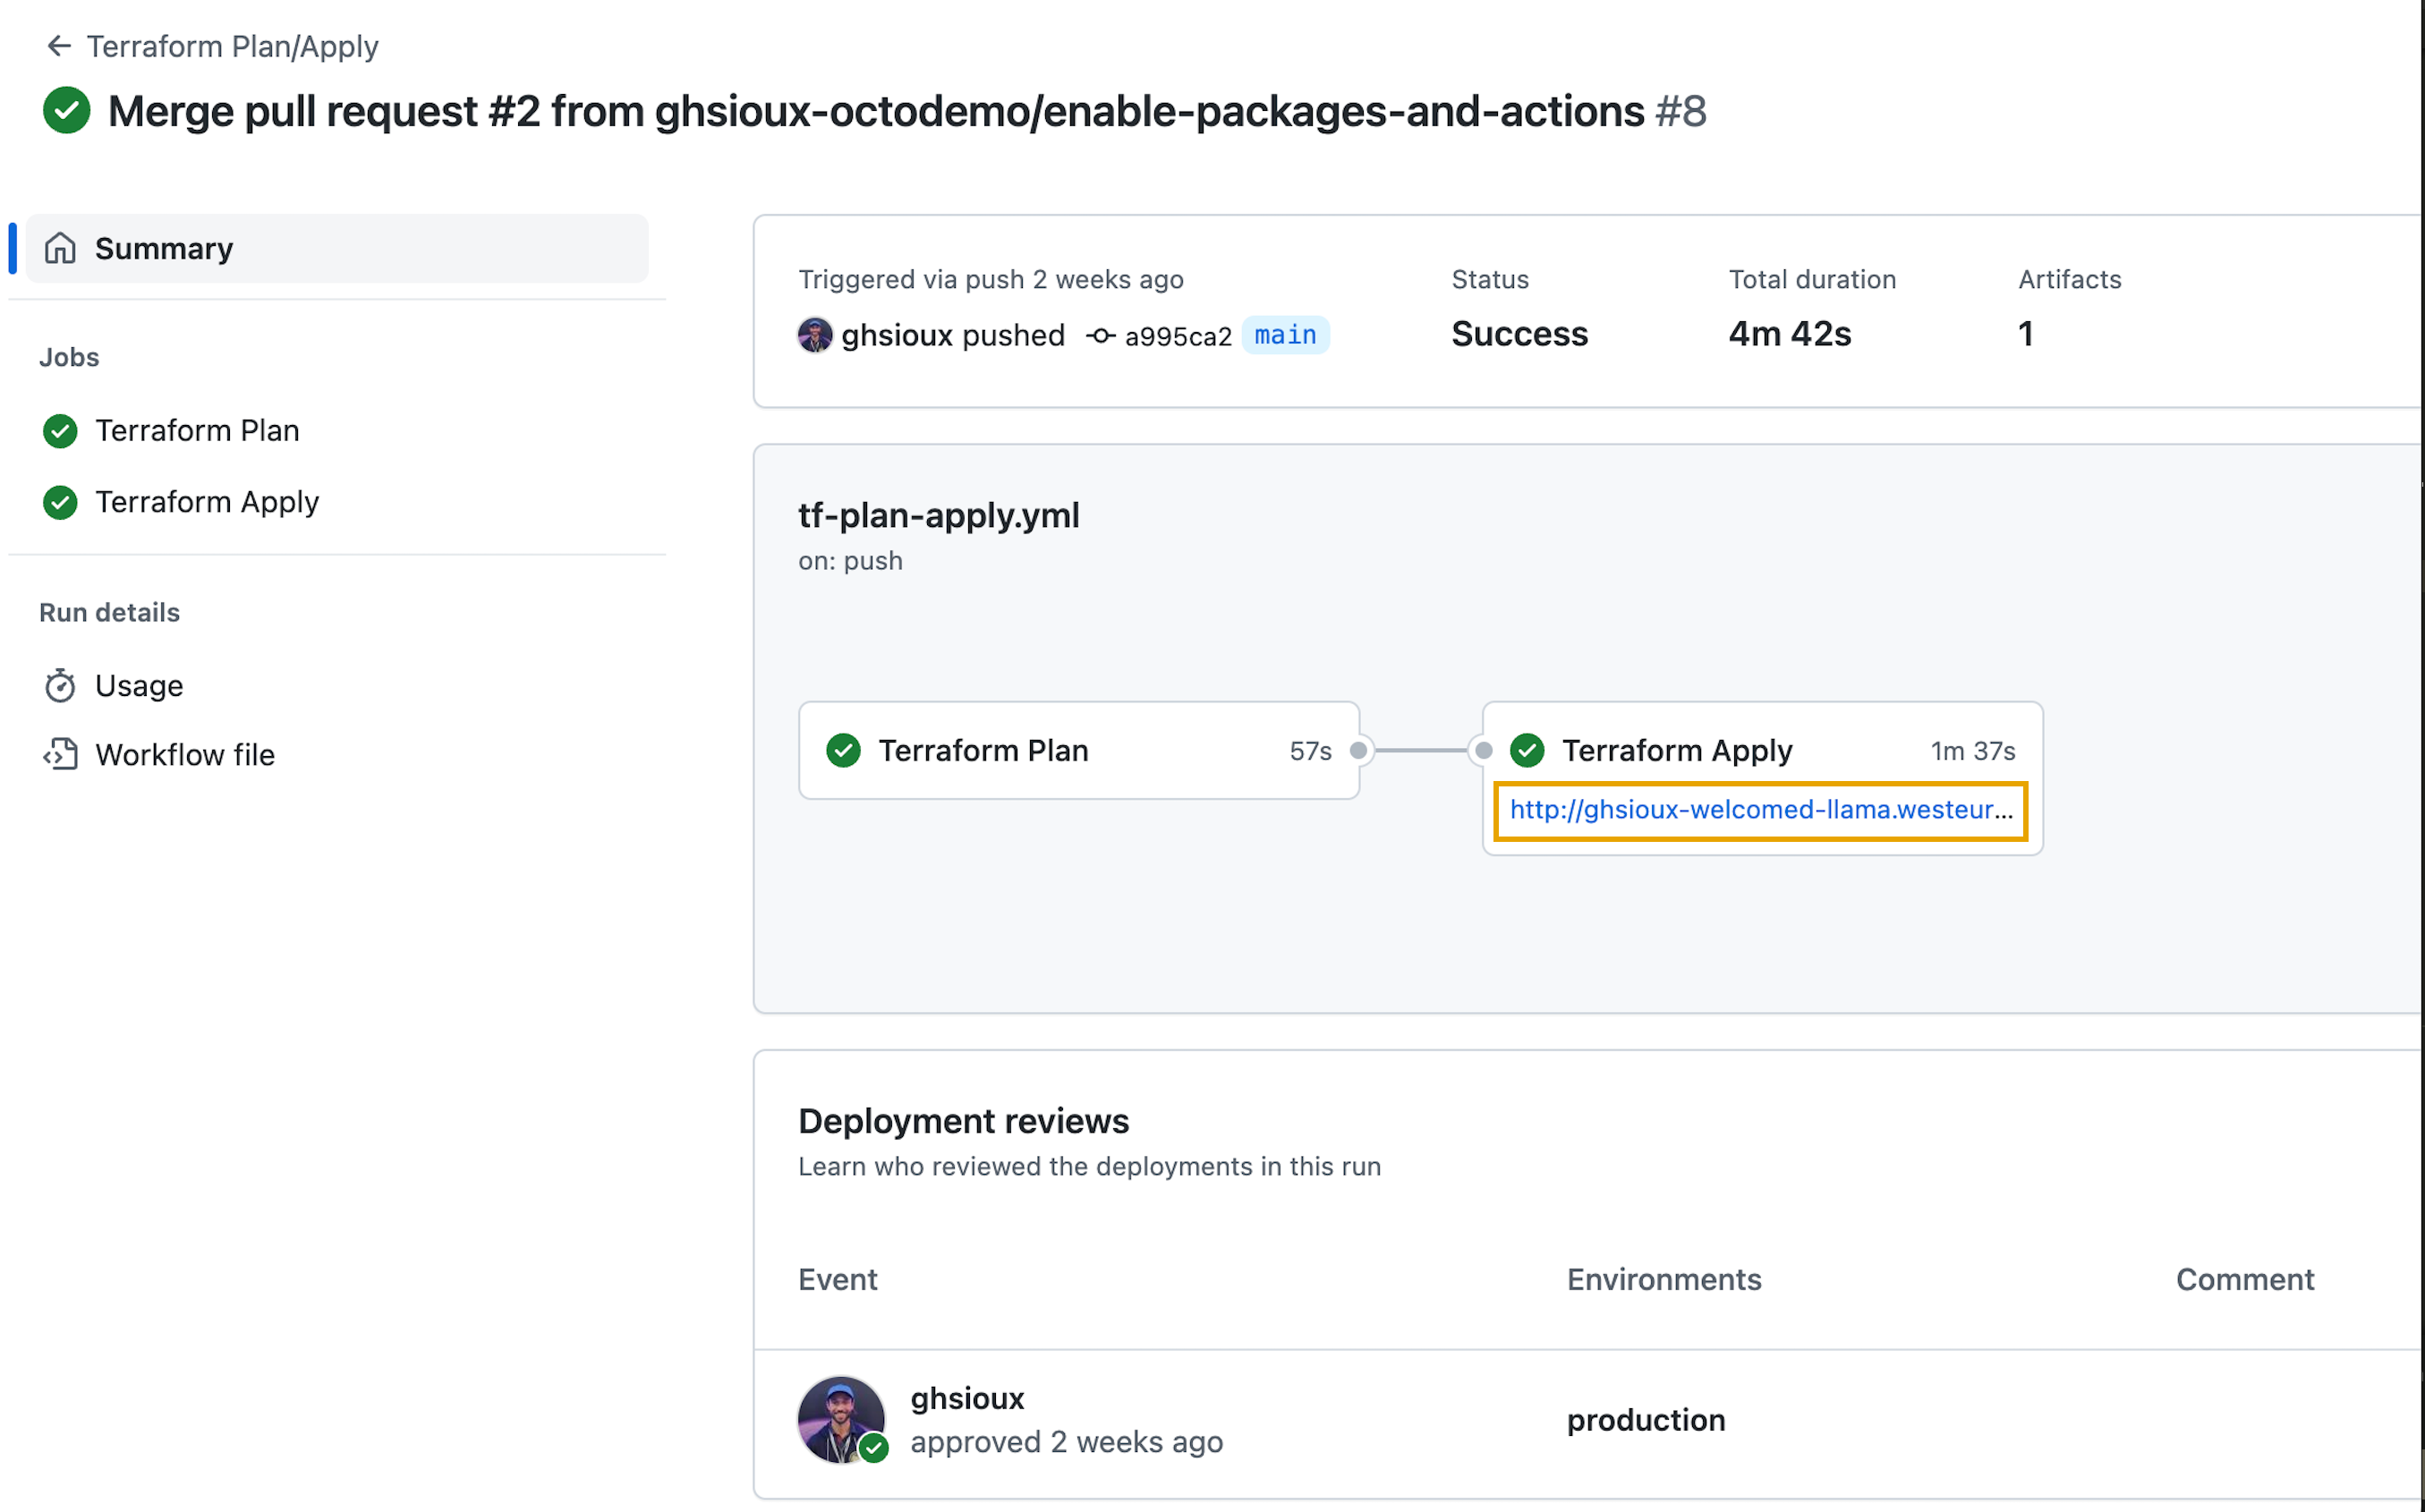 Terraform Plan/Apply
Merge pull request #2 from ghsioux-octodemo/enable-packages-and-actions #8
Summary
Jobs
Terraform Plan
Terraform Apply
Run details
Usage
Workflow file
Triggered via push 2 weeks ago
ghsioux pushed a995ca2 main
Status
Success
Total duration
4m 42s
Artifacts
1
tf-plan-apply.yml
on: push
Terraform Plan 57s
Terraform Apply 1m 37s
http://ghsioux-welcomed-llama.westeur...
Deployment reviews
Learn who reviewed the deployments in this run
Event Environments Comment
ghsioux
approved 2 weeks ago
production